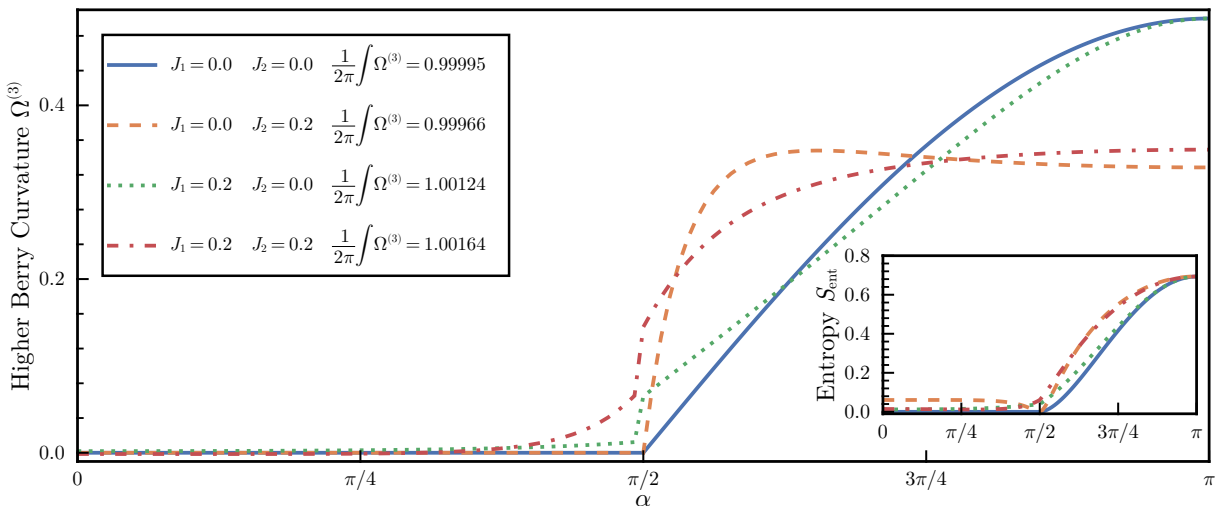 Higher Berry Curvature Ω⁽³⁾
0.4
0.2
0.0
J₁ = 0.0 J₂ = 0.0 1/2π ∫ Ω⁽³⁾ = 0.99995
J₁ = 0.0 J₂ = 0.2 1/2π ∫ Ω⁽³⁾ = 0.99966
J₁ = 0.2 J₂ = 0.0 1/2π ∫ Ω⁽³⁾ = 1.00124
J₁ = 0.2 J₂ = 0.2 1/2π ∫ Ω⁽³⁾ = 1.00164
Entropy S_ent
0.8
0.6
0.4
0.2
0.0
0 π/4 π/2 3π/4 π
0 π/4 π/2 3π/4 π
α